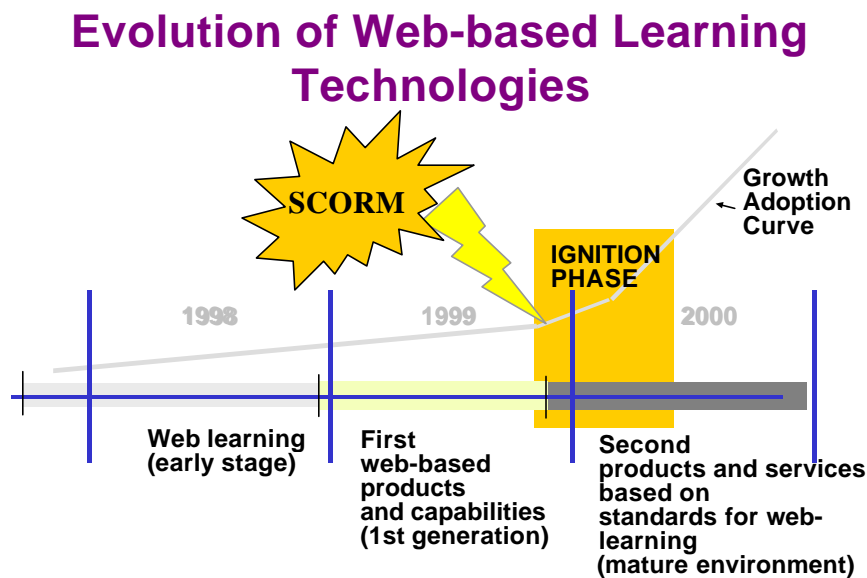 Evolution of Web-based Learning
Technologies
SCORM
Growth
Adoption
Curve
IGNITION
PHASE
1998
1999
2000
Web learning
(early stage)
First
web-based
products
and capabilities
(1st generation)
Second
products and services
based on
standards for web-
learning
(mature environment)